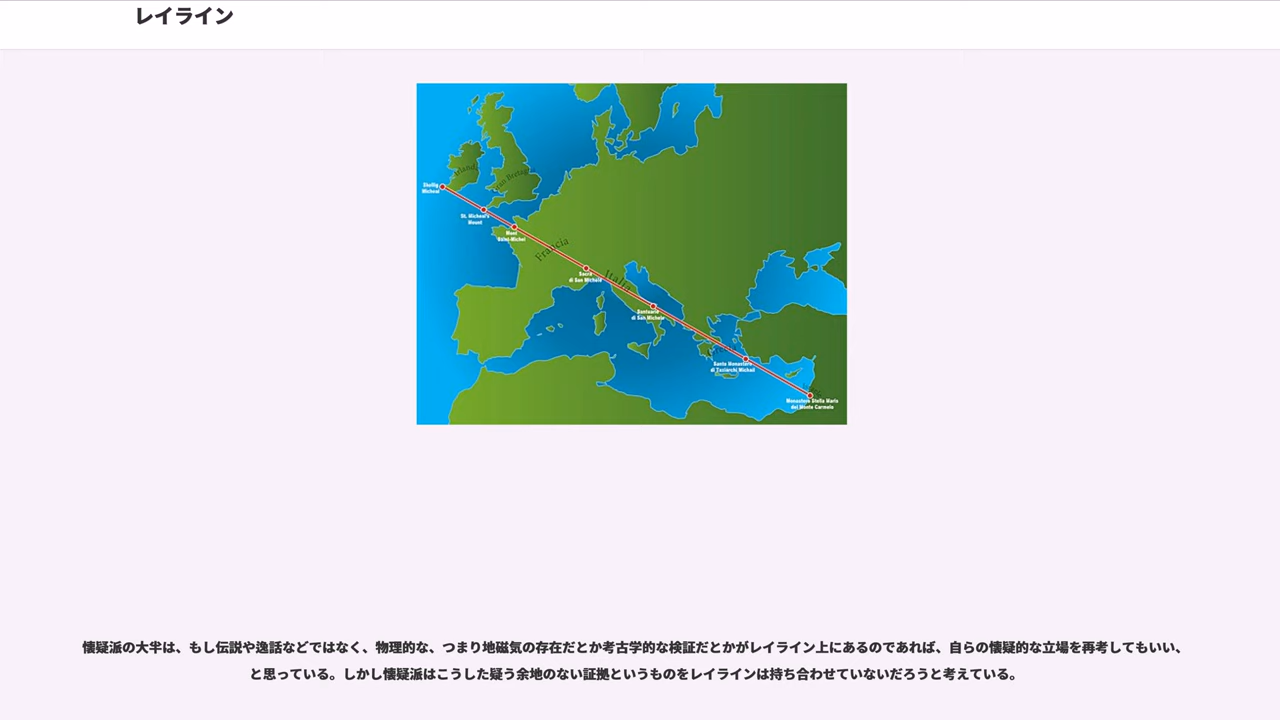 レイライン
Skellig
Micheal
St. Micheal's
Mount
Mont
Saint-Michel
Francia
Sacra
di San Michele
Italia
Santuario
di San Michele
Santo Monastero
di Taxiarchi Michail
Monastero Stella Maris
del Monte Carmelo
懐疑派の大半は、もし伝説や逸話などではなく、物理的な、つまり地磁気の存在だとか考古学的な検証だとかがレイライン上にあるのであれば、自らの懐疑的な立場を再考してもいい、
と思っている。しかし懐疑派はこうした疑う余地のない証拠というものをレイラインは持ち合わせていないだろうと考えている。